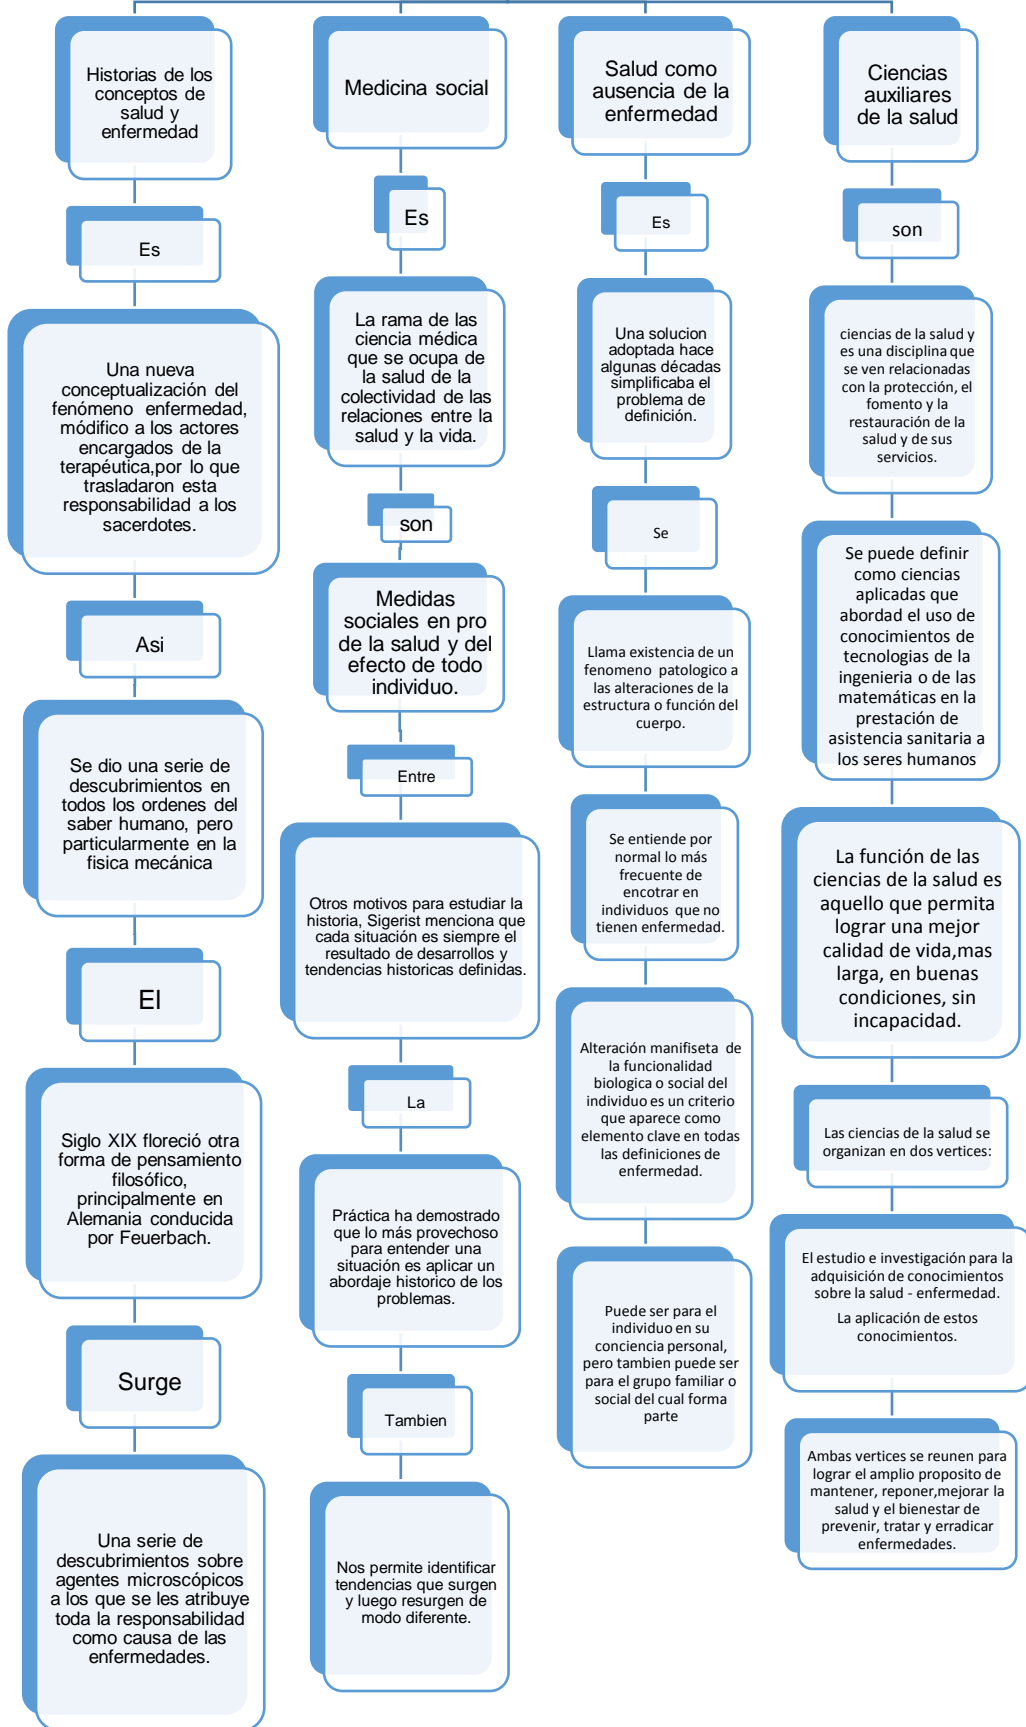 Historias de los
conceptos de
salud y
enfermedad
Es
Una nueva
conceptualización del
fenómeno enfermedad,
módifico a los actores
encargados de la
terapéutica,por lo que
trasladaron esta
responsabilidad a los
sacerdotes.
Asi
Se dio una serie de
descubrimientos en
todos los ordenes del
saber humano, pero
particularmente en la
fisica mecánica
El
Siglo XIX floreció otra
forma de pensamiento
filosófico,
principalmente en
Alemania conducida
por Feuerbach.
Surge
Una serie de
descubrimientos sobre
agentes microscópicos
a los que se les atribuye
toda la responsabilidad
como causa de las
enfermedades.
Medicina social
Es
La rama de las
ciencia médica
que se ocupa de
la salud de la
colectividad de las
relaciones entre la
salud y la vida.
son
Medidas
sociales en pro
de la salud y del
efecto de todo
individuo.
Entre
Otros motivos para estudiar la
historia, Sigerist menciona que
cada situación es siempre el
resultado de desarrollos y
tendencias historicas definidas.
La
Práctica ha demostrado
que lo más provechoso
para entender una
situación es aplicar un
abordaje historico de los
problemas.
Tambien
Nos permite identificar
tendencias que surgen
y luego resurgen de
modo diferente.
Salud como
ausencia de la
enfermedad
Es
Una solucion
adoptada hace
algunas décadas
simplificaba el
problema de
definición.
Se
Llama existencia de un
fenomeno patologico a
las alteraciones de la
estructura o función del
cuerpo.
Se entiende por
normal lo más
frecuente de
encotrar en
individuos que no
tienen enfermedad.
Alteración manifiseta de
la funcionalidad
biologica o social del
individuo es un criterio
que aparece como
elemento clave en todas
las definiciones de
enfermedad.
Puede ser para el
individuo en su
conciencia personal,
pero tambien puede ser
para el grupo familiar o
social del cual forma
parte
Ciencias
auxiliares
de la salud
son
ciencias de la salud y
es una disciplina que
se ven relacionadas
con la protección, el
fomento y la
restauración de la
salud y de sus
servicios.
Se puede definir
como ciencias
aplicadas que
abordad el uso de
conocimientos de
tecnologias de la
ingenieria o de las
matemáticas en la
prestación de
asistencia sanitaria a
los seres humanos
La función de las
ciencias de la salud es
aquello que permita
lograr una mejor
calidad de vida,mas
larga, en buenas
condiciones, sin
incapacidad.
Las ciencias de la salud se
organizan en dos vertices:
El estudio e investigación para la
adquisición de conocimientos
sobre la salud - enfermedad.
La aplicación de estos
conocimientos.
Ambas vertices se reunen para
lograr el amplio proposito de
mantener, reponer,mejorar la
salud y el bienestar de
prevenir, tratar y erradicar
enfermedades.